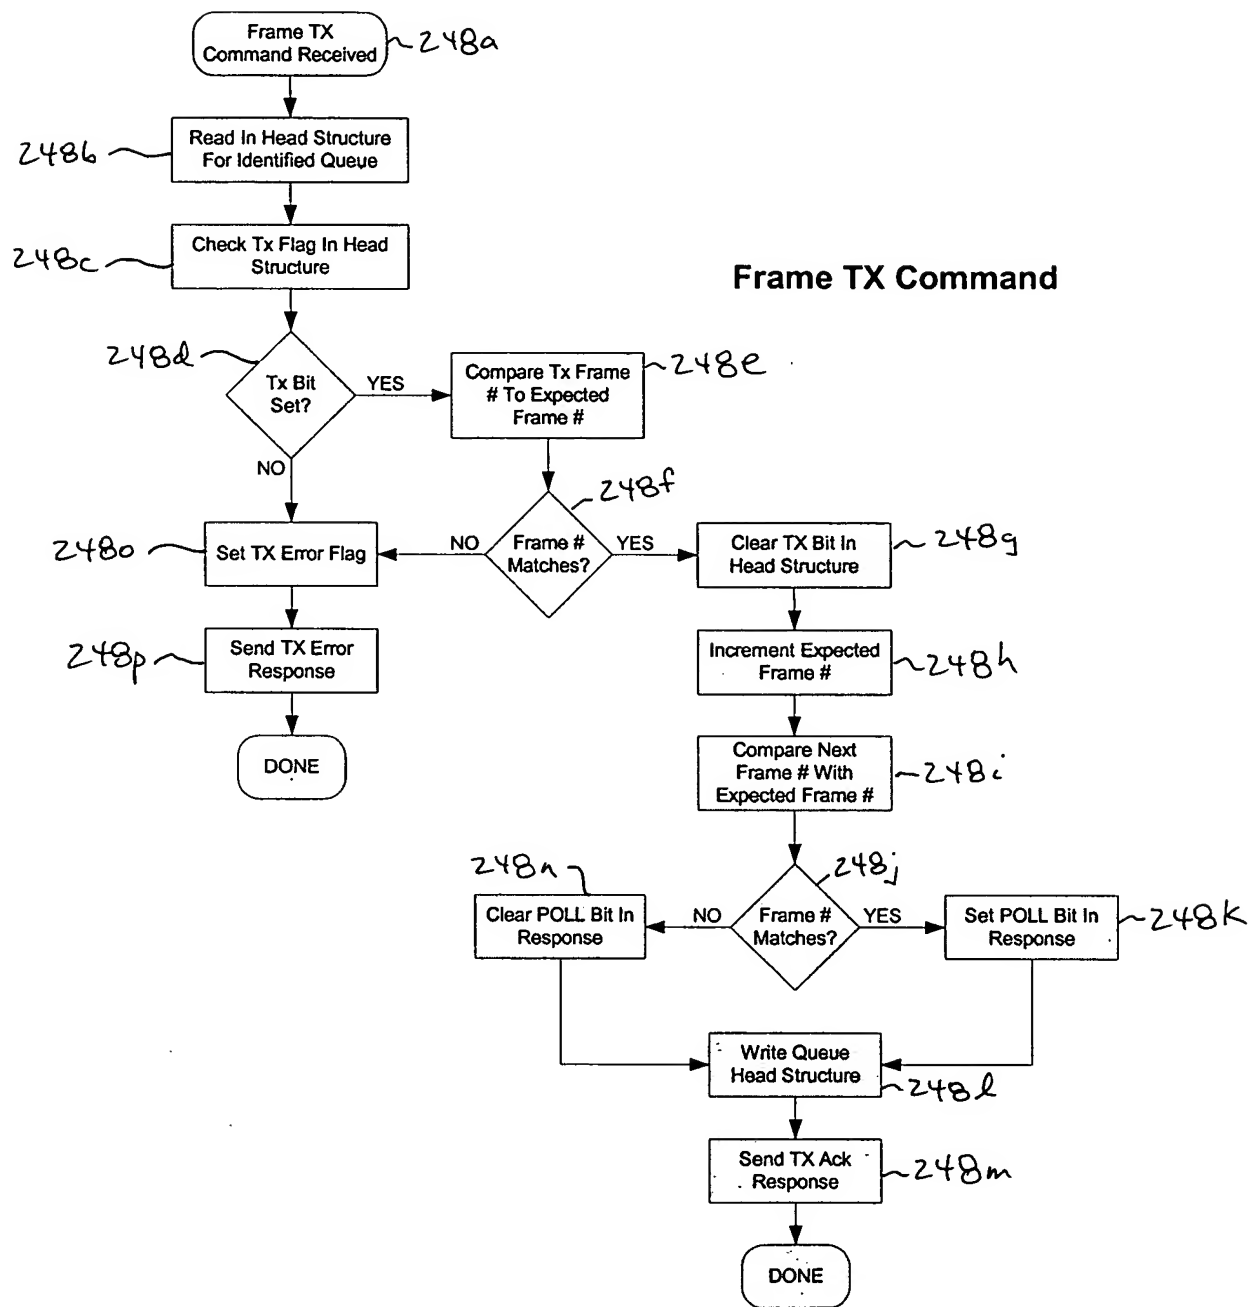 Frame TX
Command Received
248a
Read In Head Structure
For Identified Queue
248b
Check Tx Flag In Head
Structure
248c
Frame TX Command
248d
Tx Bit
Set?
YES
NO
Compare Tx Frame
# To Expected
Frame #
248e
248f
Frame #
Matches?
NO
YES
248o
Set TX Error Flag
Clear TX Bit In
Head Structure
248g
248p
Send TX Error
Response
DONE
Increment Expected
Frame #
248h
Compare Next
Frame # With
Expected Frame #
248i
248j
Frame #
Matches?
NO
YES
248n
Clear POLL Bit In
Response
Set POLL Bit In
Response
248k
Write Queue
Head Structure
248l
Send TX Ack
Response
248m
DONE